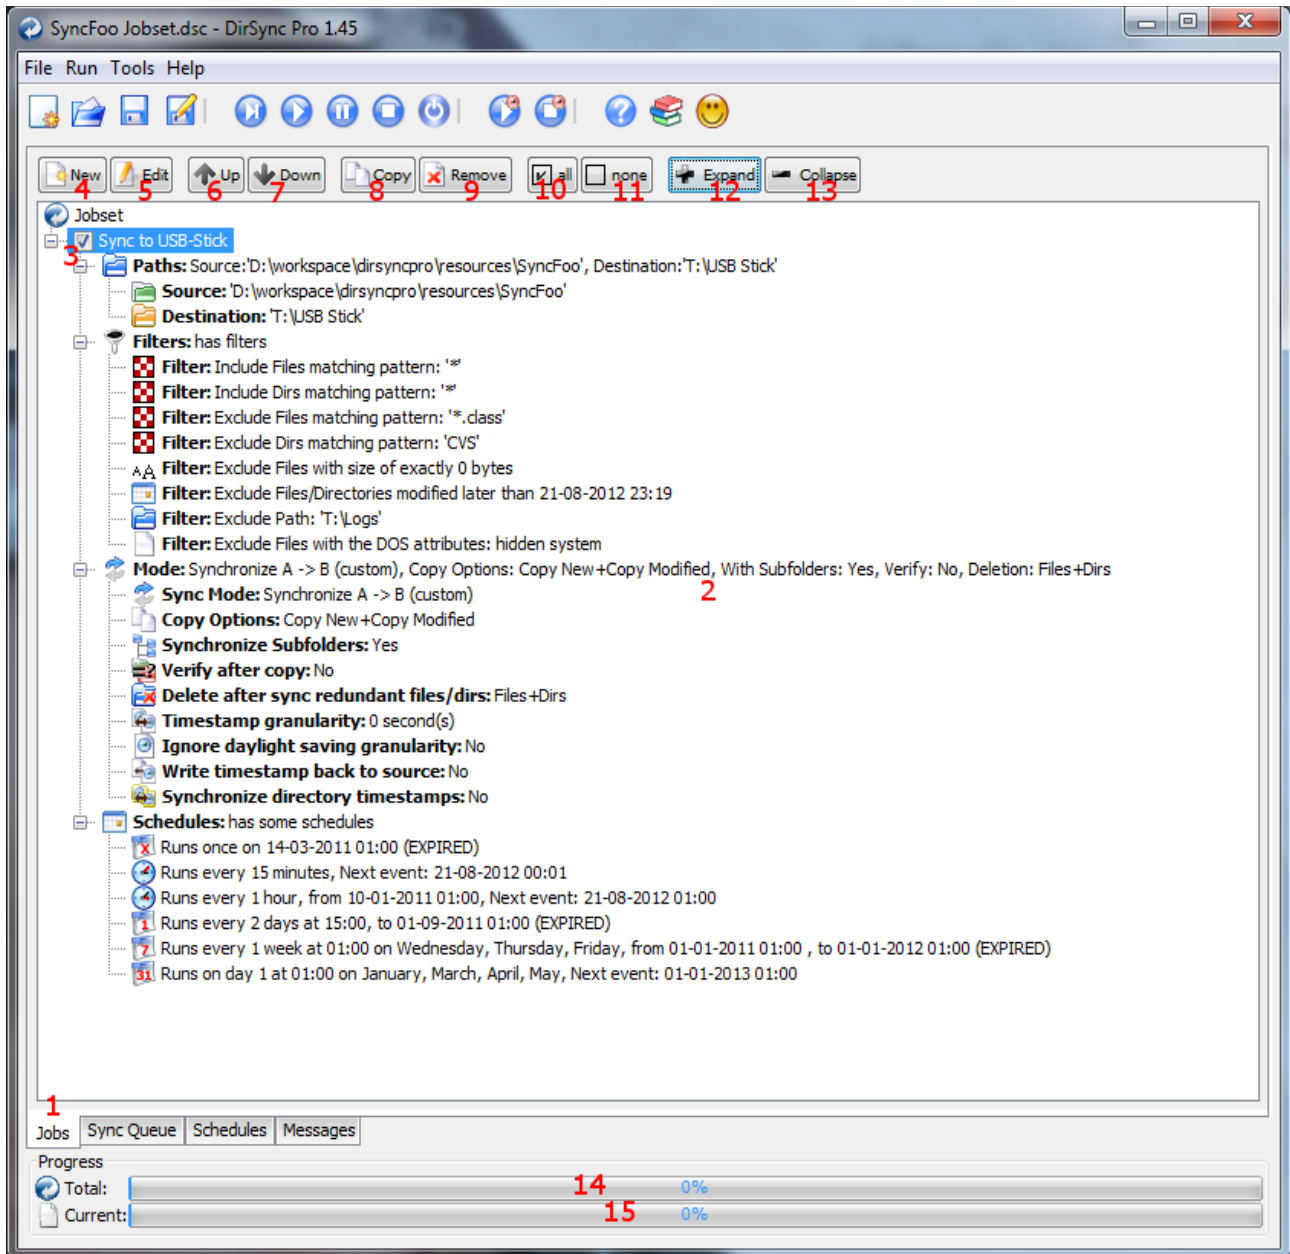 SyncFoo Jobset.dsc - DirSync Pro 1.45
File Run Tools Help
New Edit Up Down Copy Remove all none Expand Collapse
4 5 6 7 8 9 10 11 12 13
Jobset
Sync to USB-Stick
3
Paths: Source:'D:\workspace\dirsyncpro\resources\SyncFoo', Destination:'T:\USB Stick'
Source: 'D:\workspace\dirsyncpro\resources\SyncFoo'
Destination: 'T:\USB Stick'
Filters: has filters
Filter: Include Files matching pattern: '*'
Filter: Include Dirs matching pattern: '*'
Filter: Exclude Files matching pattern: '*.class'
Filter: Exclude Dirs matching pattern: 'CVS'
AA Filter: Exclude Files with size of exactly 0 bytes
Filter: Exclude Files/Directories modified later than 21-08-2012 23:19
Filter: Exclude Path: 'T:\Logs'
Filter: Exclude Files with the DOS attributes: hidden system
Mode: Synchronize A -> B (custom), Copy Options: Copy New+Copy Modified, With Subfolders: Yes, Verify: No, Deletion: Files+Dirs
2
Sync Mode: Synchronize A -> B (custom)
Copy Options: Copy New+Copy Modified
Synchronize Subfolders: Yes
Verify after copy: No
Delete after sync redundant files/dirs: Files+Dirs
Timestamp granularity: 0 second(s)
Ignore daylight saving granularity: No
Write timestamp back to source: No
Synchronize directory timestamps: No
Schedules: has some schedules
Runs once on 14-03-2011 01:00 (EXPIRED)
Runs every 15 minutes, Next event: 21-08-2012 00:01
Runs every 1 hour, from 10-01-2011 01:00, Next event: 21-08-2012 01:00
1 Runs every 2 days at 15:00, to 01-09-2011 01:00 (EXPIRED)
7 Runs every 1 week at 01:00 on Wednesday, Thursday, Friday, from 01-01-2011 01:00 , to 01-01-2012 01:00 (EXPIRED)
31 Runs on day 1 at 01:00 on January, March, April, May, Next event: 01-01-2013 01:00
1
Jobs Sync Queue Schedules Messages
Progress
Total: 14 0%
Current: 15 0%